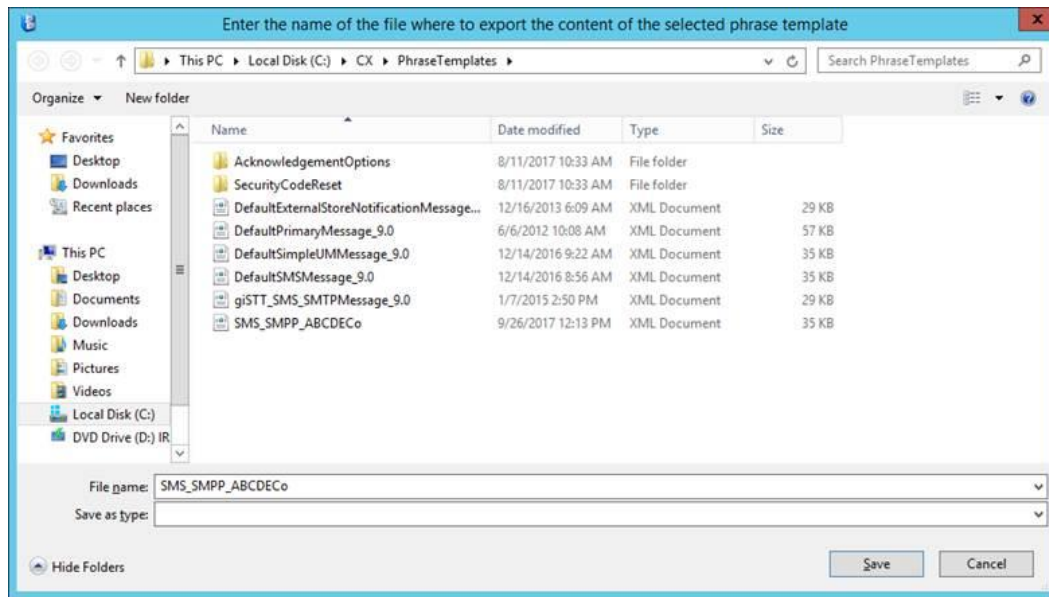 Enter the name of the file where to export the content of the selected phrase template
This PC Local Disk (C:) CX PhraseTemplates Search PhraseTemplates
Organize New folder
Favorites
Desktop
Downloads
Recent places
This PC
Desktop
Documents
Downloads
Music
Pictures
Videos
Local Disk (C:)
DVD Drive (D:) IR
Name Date modified Type Size
AcknowledgementOptions 8/11/2017 10:33 AM File folder
SecurityCodeReset 8/11/2017 10:33 AM File folder
DefaultExternalStoreNotificationMessage... 12/16/2013 6:09 AM XML Document 29 KB
DefaultPrimaryMessage_9.0 6/6/2012 10:08 AM XML Document 57 KB
DefaultSimpleUMMessage_9.0 12/14/2016 9:22 AM XML Document 35 KB
DefaultSMSMessage_9.0 12/14/2016 8:56 AM XML Document 35 KB
giSTT_SMS_SMTPMessage_9.0 1/7/2015 2:50 PM XML Document 29 KB
SMS_SMPP_ABCDECo 9/26/2017 12:13 PM XML Document 35 KB
File name: SMS_SMPP_ABCDECo
Save as type:
Hide Folders Save Cancel